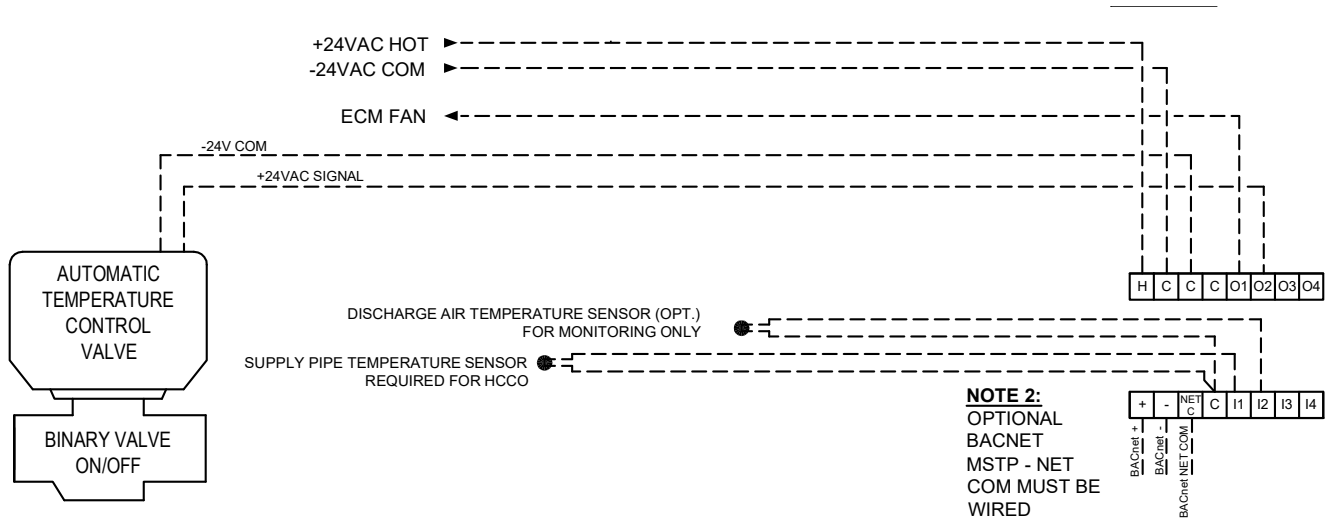 +24VAC HOT
-24VAC COM
ECM FAN
-24V COM
+24VAC SIGNAL
AUTOMATIC
TEMPERATURE
CONTROL
VALVE
BINARY VALVE
ON/OFF
H C C C O1 O2 O3 O4
DISCHARGE AIR TEMPERATURE SENSOR (OPT.)
FOR MONITORING ONLY
SUPPLY PIPE TEMPERATURE SENSOR
REQUIRED FOR HCCO
NOTE 2:
OPTIONAL
BACNET
MSTP - NET
COM MUST BE
WIRED
+ - NET C C I1 I2 I3 I4
BACnet +
BACnet -
BACnet NET COM